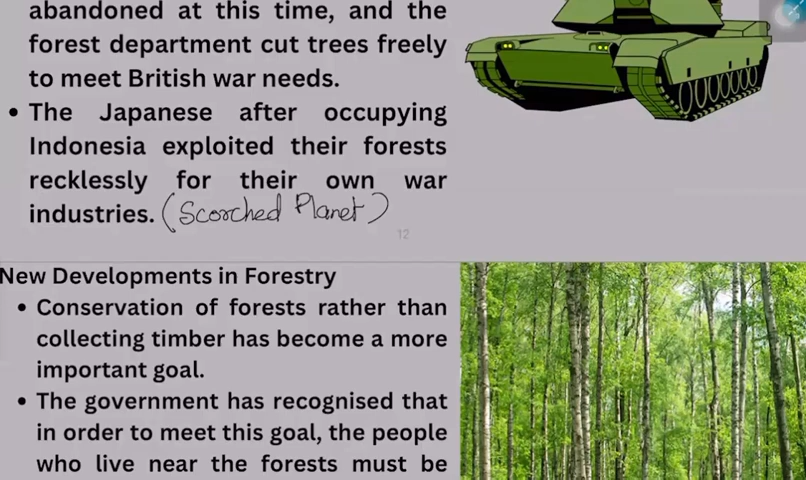 abandoned at this time, and the
forest department cut trees freely
to meet British war needs.
• The Japanese after occupying
Indonesia exploited their forests
recklessly for their own war
industries. (Scorched Planet)
12
New Developments in Forestry
• Conservation of forests rather than
collecting timber has become a more
important goal.
• The government has recognised that
in order to meet this goal, the people
who live near the forests must be